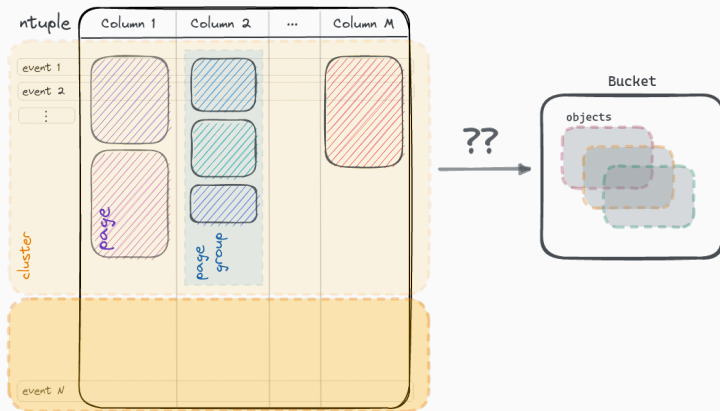 ntuple
Column 1
Column 2
...
Column M
event 1
event 2
⋮
page
page
group
cluster
event N
??
Bucket
objects